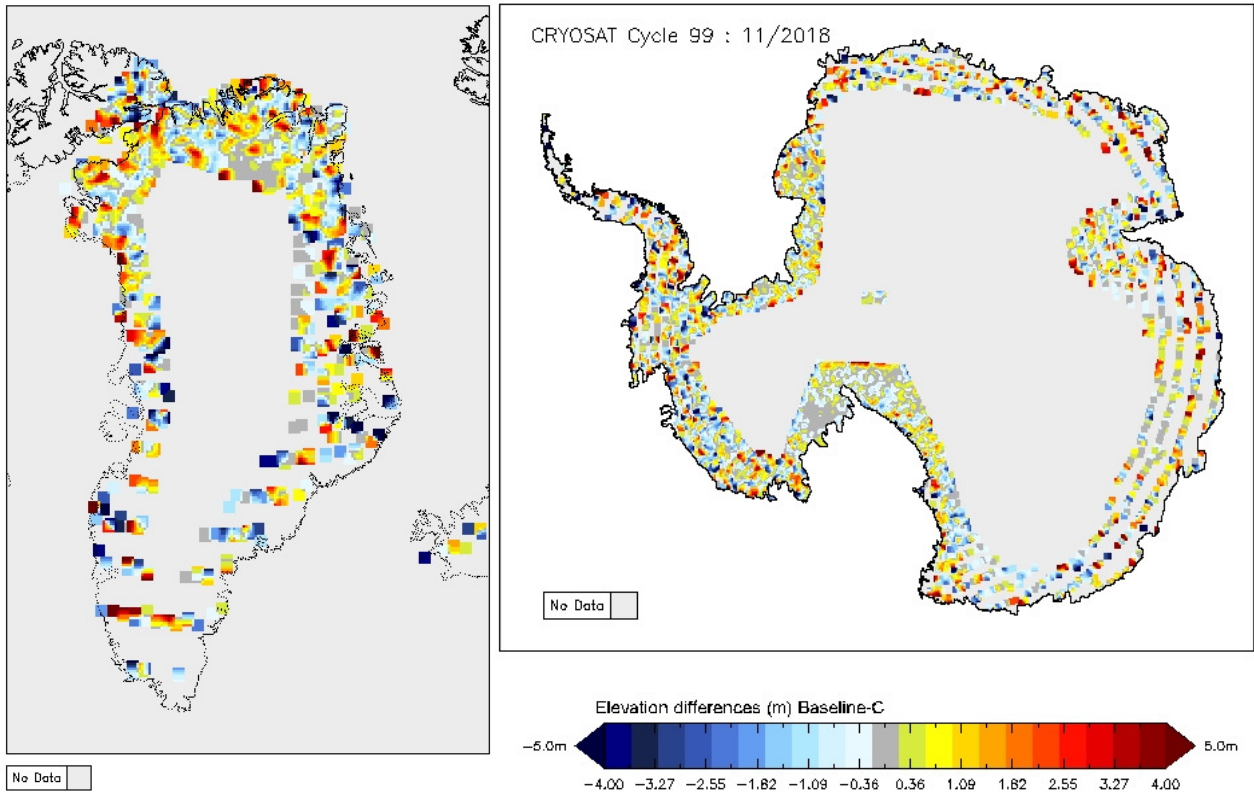 CRYOSAT Cycle 99 : 11/2018
No Data
Elevation differences (m) Baseline-C
-5.0m 5.0m
-4.00 -3.27 -2.55 -1.82 -1.09 -0.36 0.36 1.09 1.82 2.55 3.27 4.00
No Data